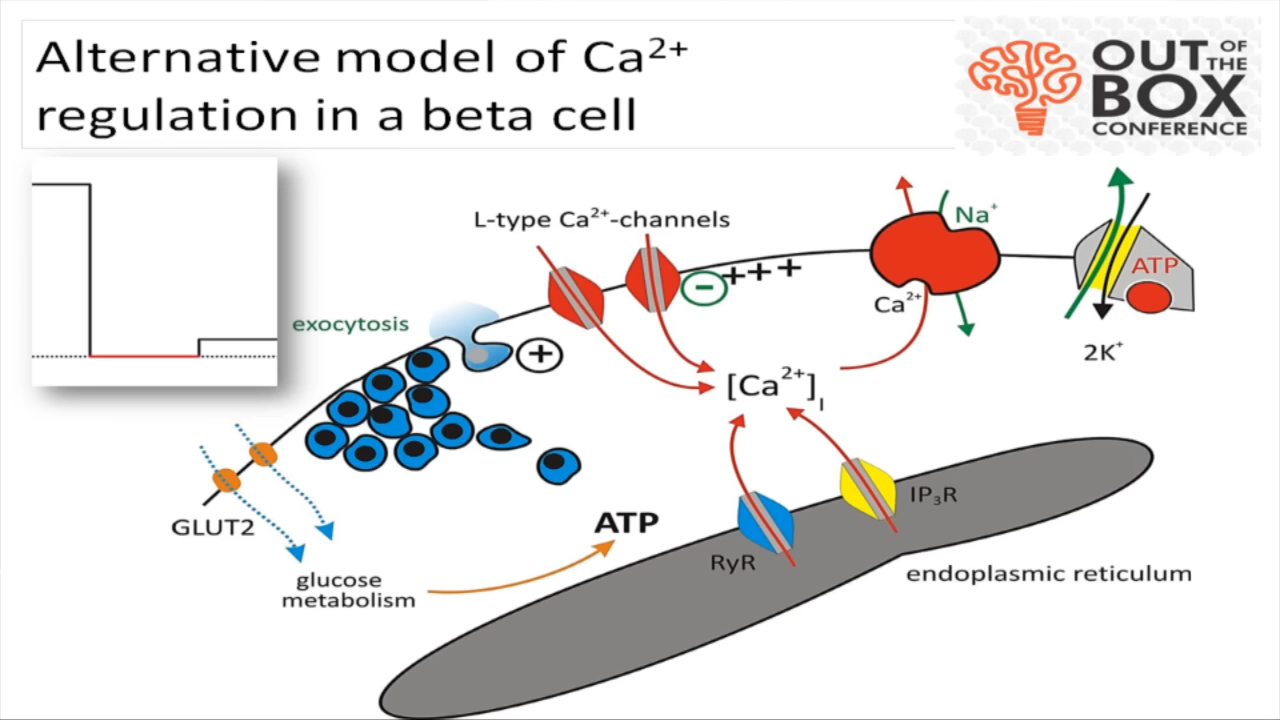 Alternative model of Ca²⁺
regulation in a beta cell
OUT OF THE
BOX
CONFERENCE
L-type Ca²⁺-channels
Na⁺
ATP
Ca²⁺
2K⁺
exocytosis
−
+++
+
[Ca²⁺]I
GLUT2
ATP
IP₃R
RyR
glucose
metabolism
endoplasmic reticulum